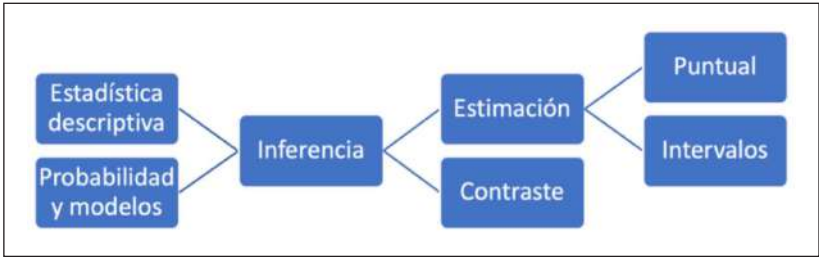 Estadística
descriptiva
Probabilidad
y modelos
Inferencia
Estimación
Contraste
Puntual
Intervalos